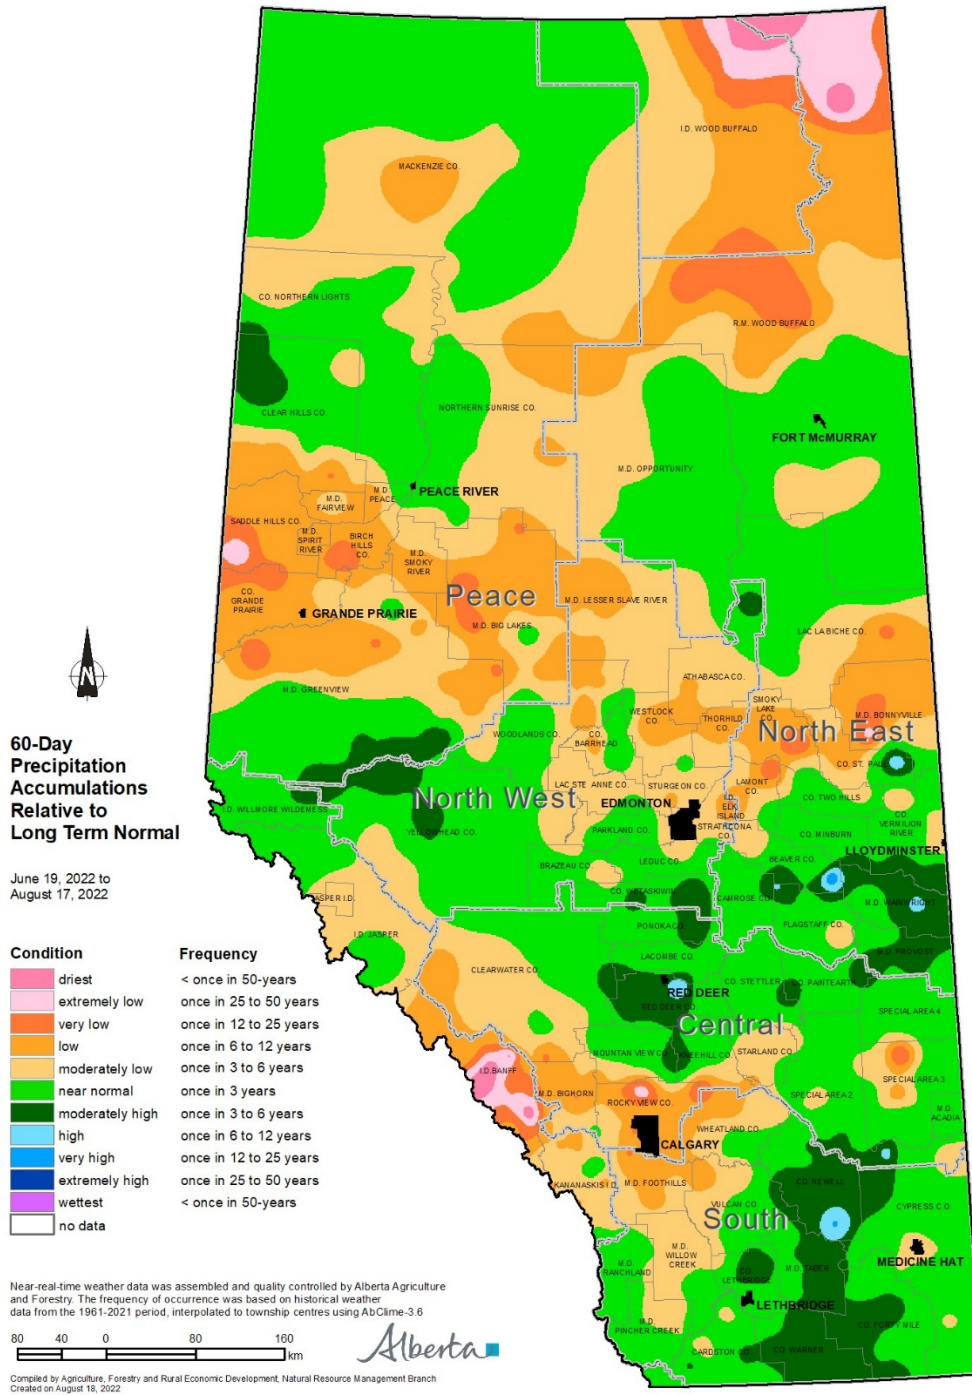 I.D. WOOD BUFFALO
MACKENZIE CO.
CO. NORTHERN LIGHTS
R.M. WOOD BUFFALO
CLEAR HILLS CO.
NORTHERN SUNRISE CO.
FORT McMURRAY
M.D. OPPORTUNITY
PEACE RIVER
M.D.
PEACE
M.D.
FAIRVIEW
SADDLE HILLS CO.
M.D.
SPIRIT
RIVER
BIRCH
HILLS
CO.
M.D.
SMOKY
RIVER
CO.
GRANDE
PRAIRIE
GRANDE PRAIRIE
Peace
M.D. LESSER SLAVE RIVER
M.D. BIG LAKES
LAC LA BICHE CO.
N
M.D. GREENVIEW
ATHABASCA CO.
SMOKY
LAKE
CO.
WESTLOCK
CO.
THORHILD
CO.
M.D. BONNYVILLE
North East
WOODLANDS CO.
CO.
BARRHEAD
CO. ST. PAUL
60-Day
Precipitation
Accumulations
Relative to
Long Term Normal
LAC STE ANNE CO.
STURGEON CO.
LAMONT
CO.
North West
EDMONTON
I.D.
ELK
ISLAND
CO. TWO HILLS
I.D. WILLMORE WILDERNESS
YELLOWHEAD CO.
PARKLAND CO.
STRATHCONA
CO.
CO. MINBURN
CO.
VERMILION
RIVER
LLOYDMINSTER
BRAZEAU CO.
LEDUC CO.
BEAVER CO.
June 19, 2022 to
August 17, 2022
JASPER I.D.
CO. WETASKIWIN
CAMROSE CO.
M.D. WAINWRIGHT
PONOKA CO.
FLAGSTAFF CO.
I.D. JASPER
M.D. PROVOST
Condition Frequency
driest < once in 50-years
extremely low once in 25 to 50 years
very low once in 12 to 25 years
low once in 6 to 12 years
moderately low once in 3 to 6 years
near normal once in 3 years
moderately high once in 3 to 6 years
high once in 6 to 12 years
very high once in 12 to 25 years
extremely high once in 25 to 50 years
wettest < once in 50-years
no data
CLEARWATER CO.
LACOMBE CO.
CO. STETTLER
CO. PAINTEARTH
RED DEER
RED DEER CO.
SPECIAL AREA 4
Central
MOUNTAIN VIEW CO.
KNEEHILL CO.
STARLAND CO.
I.D. BANFF
M.D. BIGHORN
ROCKY VIEW CO.
SPECIAL AREA 2
SPECIAL AREA 3
M.D.
ACADIA
WHEATLAND CO.
CALGARY
KANANASKIS I.D.
M.D. FOOTHILLS
CO. NEWELL
VULCAN CO.
South
CYPRESS CO.
M.D.
WILLOW
CREEK
M.D.
RANCHLAND
CO.
LETHBRIDGE
M.D. TABER
MEDICINE HAT
LETHBRIDGE
M.D.
PINCHER CREEK
CO. FORTY MILE
CARDSTON CO.
CO. WARNER
Near-real-time weather data was assembled and quality controlled by Alberta Agriculture
and Forestry. The frequency of occurrence was based on historical weather
data from the 1961-2021 period, interpolated to township centres using AbClime-3.6
80 40 0 80 160
km
Alberta
Compiled by Agriculture, Forestry and Rural Economic Development, Natural Resource Management Branch
Created on August 18, 2022